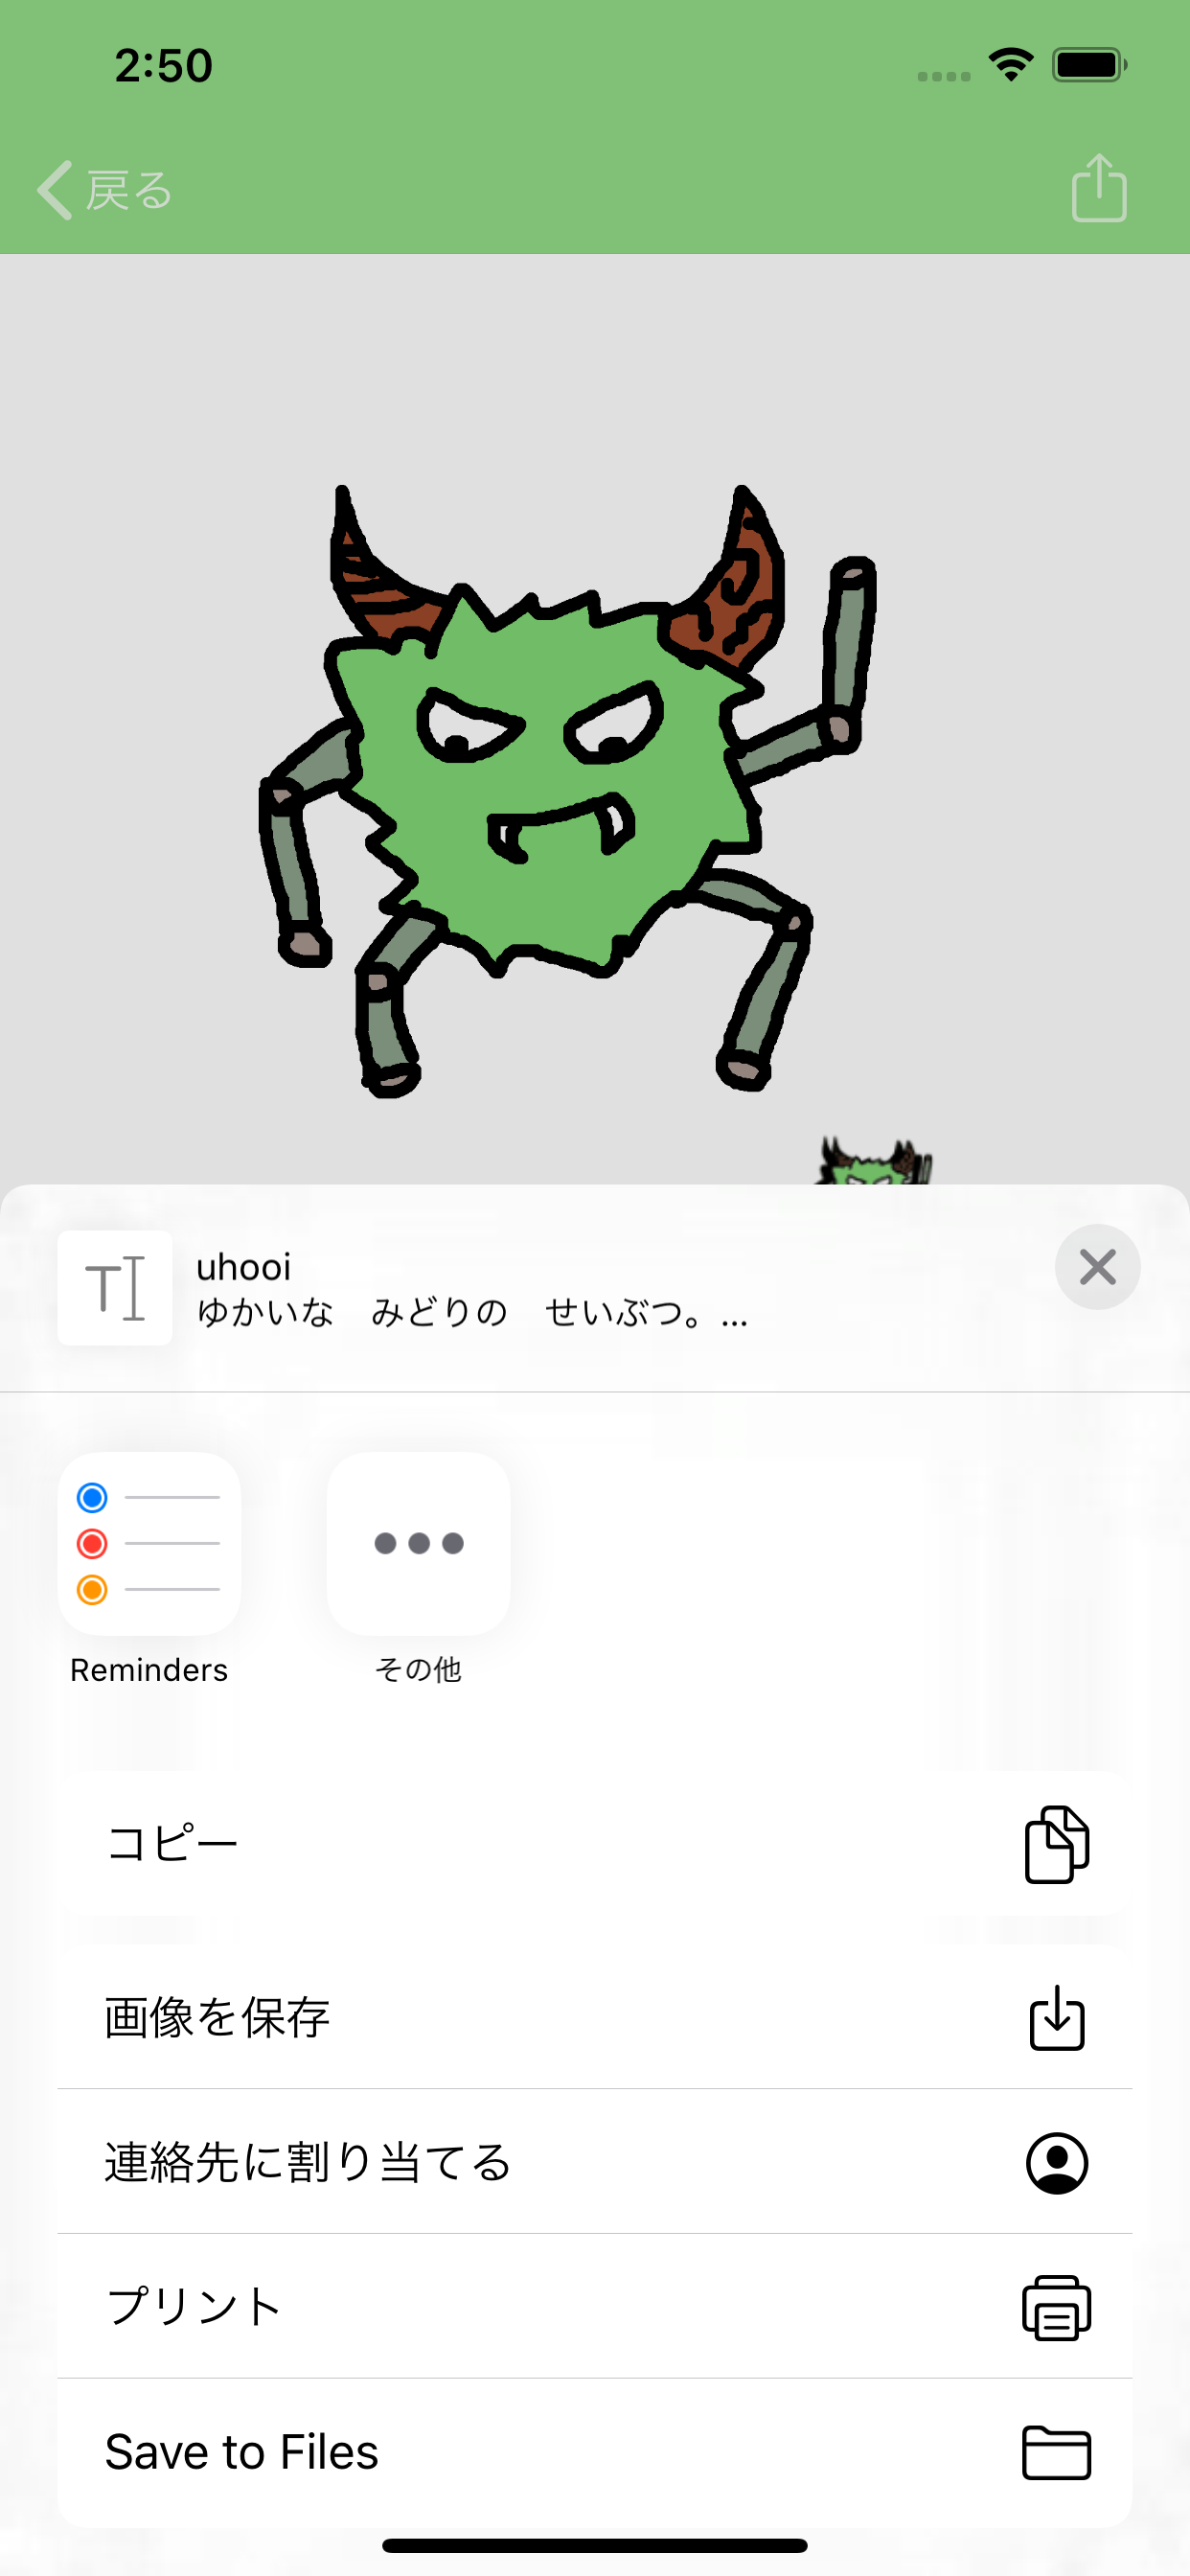 2:50
戻る
uhooi
ゆかいな　みどりの　せいぶつ。...
Reminders
その他
コピー
画像を保存
連絡先に割り当てる
プリント
Save to Files